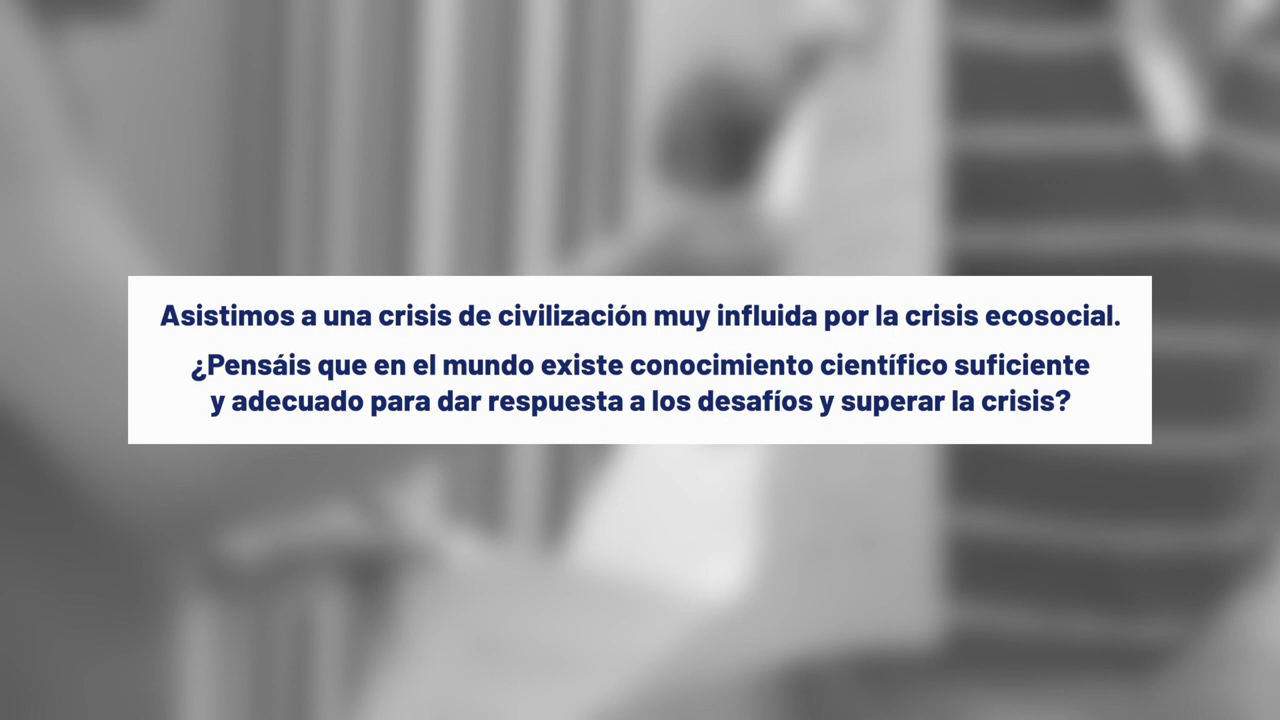 Asistimos a una crisis de civilización muy influida por la crisis ecosocial.
¿Pensáis que en el mundo existe conocimiento científico suficiente
y adecuado para dar respuesta a los desafíos y superar la crisis?